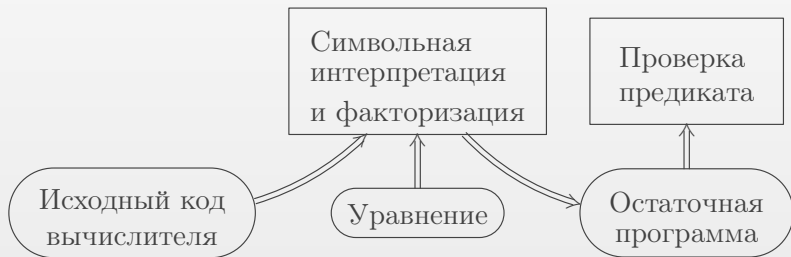 Символьная
интерпретация
и факторизация
Проверка
предиката
Исходный код
вычислителя
Уравнение
Остаточная
программа